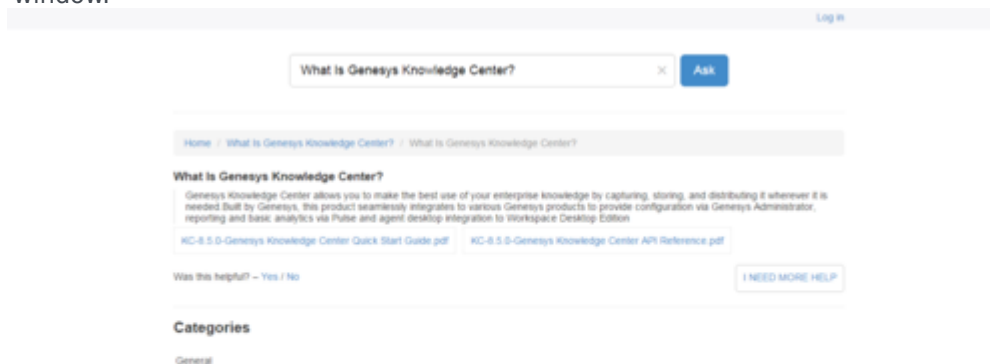 window.
Log in
What Is Genesys Knowledge Center? × Ask
Home / What Is Genesys Knowledge Center? / What Is Genesys Knowledge Center?
What Is Genesys Knowledge Center?
Genesys Knowledge Center allows you to make the best use of your enterprise knowledge by capturing, storing, and distributing it wherever it is
needed.Built by Genesys, this product seamlessly integrates to various Genesys products to provide configuration via Genesys Administrator,
reporting and basic analytics via Pulse and agent desktop integration to Workspace Desktop Edition
KC-8.5.0-Genesys Knowledge Center Quick Start Guide.pdf KC-8.5.0-Genesys Knowledge Center API Reference.pdf
Was this helpful? – Yes / No I NEED MORE HELP
Categories
General